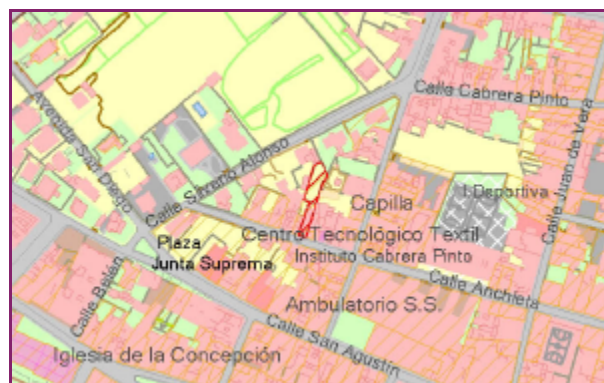 Calle Cabrera Pinto
Avenida San Diego
Calle Juan de Vera
I.Deportiva
Calle Silverio Alonso
Capilla
Centro Tecnológico Textil
Plaza
Junta Suprema
Instituto Cabrera Pinto
Calle Anchieta
Calle Belén
Ambulatorio S.S.
Calle San Agustín
Iglesia de la Concepción